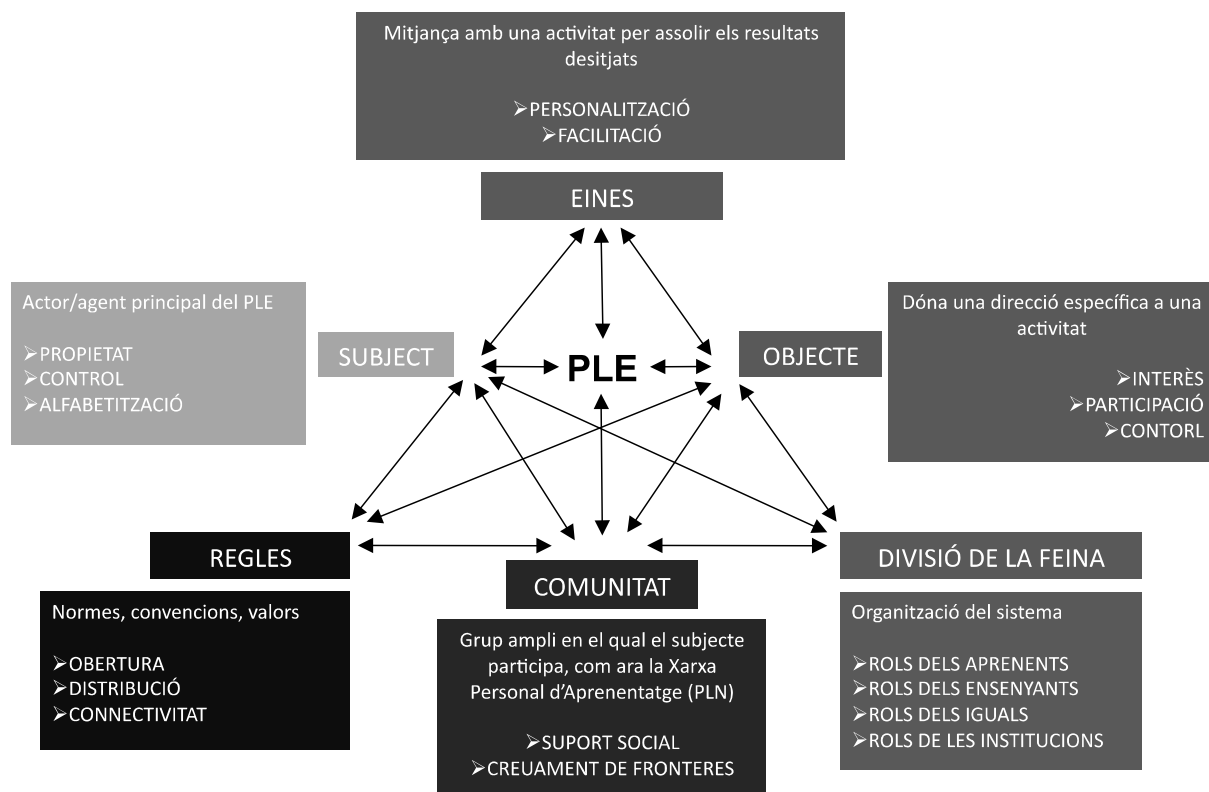 Mitjança amb una activitat per assolir els resultats
desitjats
➢PERSONALITZACIÓ
➢FACILITACIÓ
EINES
Actor/agent principal del PLE
➢PROPIETAT
➢CONTROL
➢ALFABETITZACIÓ
SUBJECT
PLE
OBJECTE
Dóna una direcció específica a una
activitat
➢INTERÈS
➢PARTICIPACIÓ
➢CONTORL
REGLES
Normes, convencions, valors
➢OBERTURA
➢DISTRIBUCIÓ
➢CONNECTIVITAT
COMUNITAT
Grup ampli en el qual el subjecte
participa, com ara la Xarxa
Personal d’Aprenentatge (PLN)
➢SUPORT SOCIAL
➢CREUAMENT DE FRONTERES
DIVISIÓ DE LA FEINA
Organització del sistema
➢ROLS DELS APRENENTS
➢ROLS DELS ENSENYANTS
➢ROLS DELS IGUALS
➢ROLS DE LES INSTITUCIONS